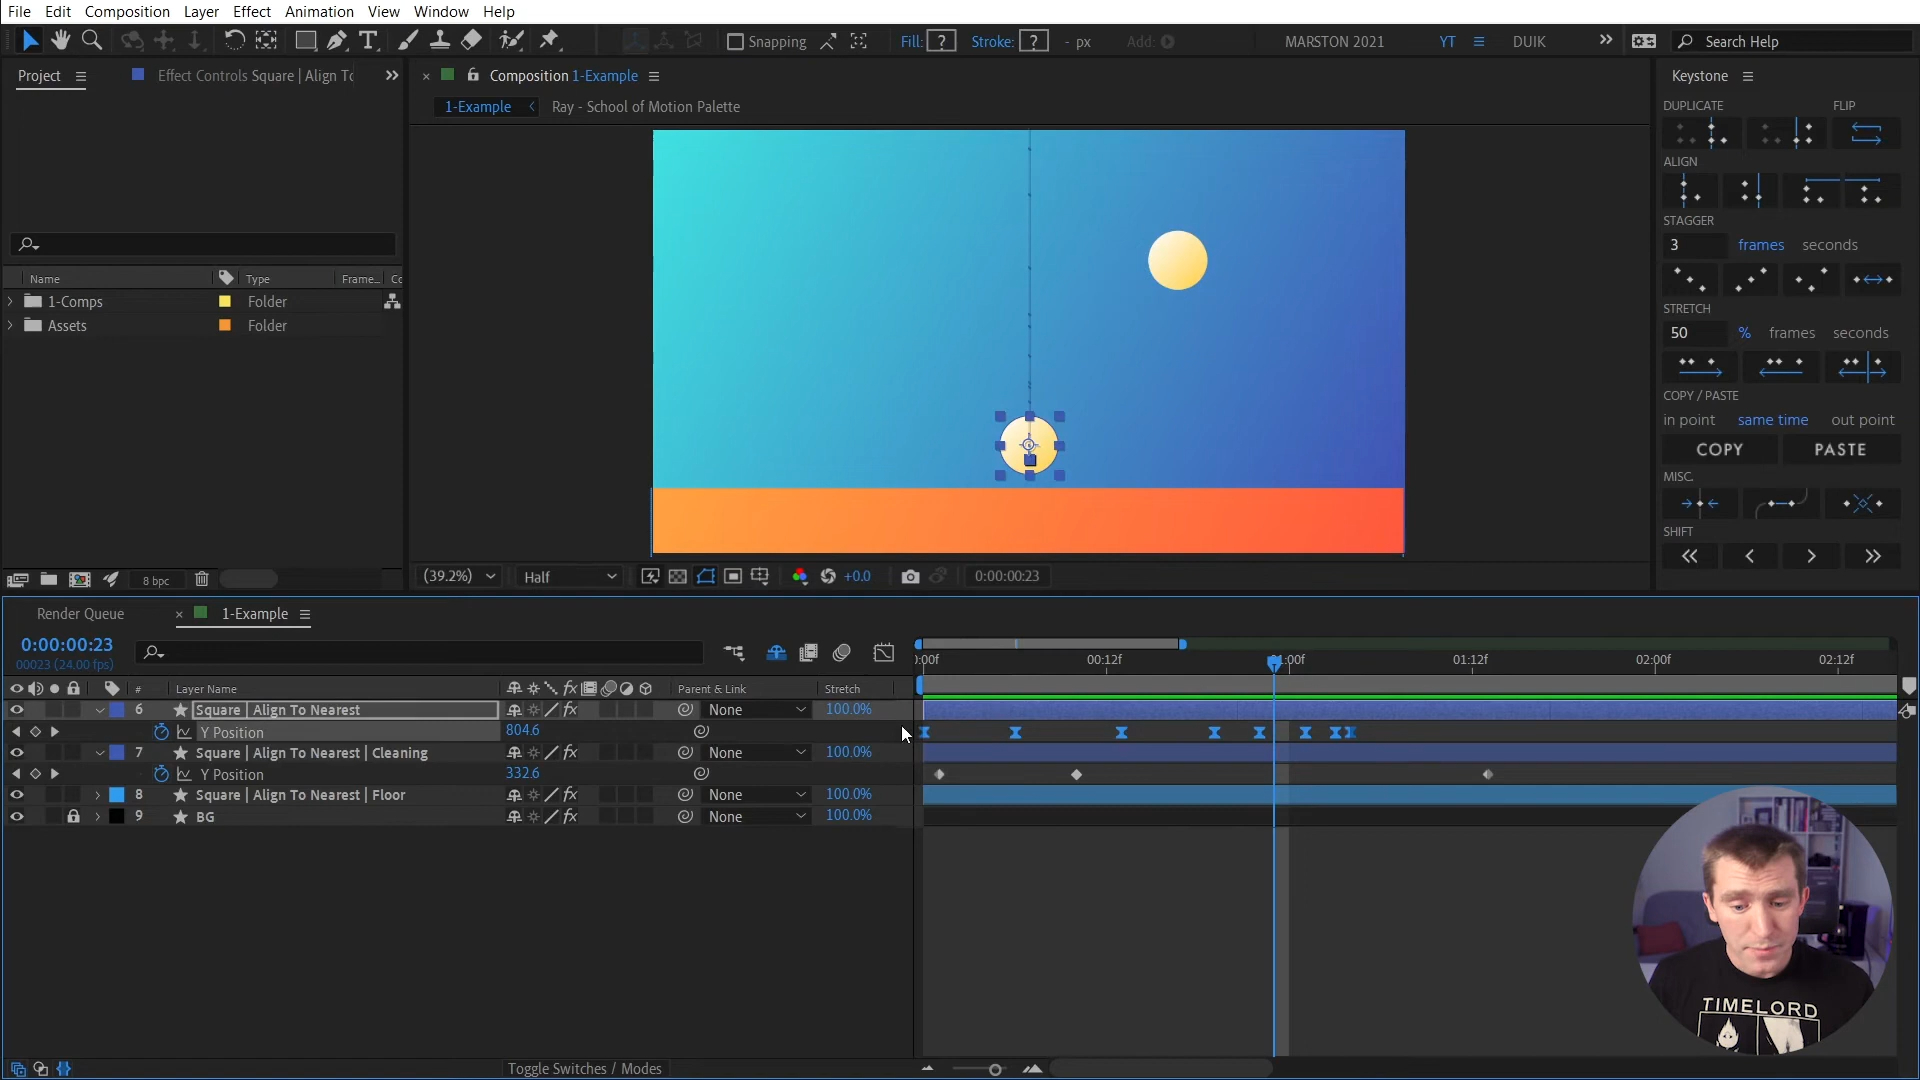 File Edit Composition Layer Effect Animation View Window Help
Snapping Fill: ? Stroke: ? - px Add: MARSTON 2021 YT DUIK Search Help
Project Effect Controls Square | Align To
Composition 1-Example
1-Example Ray - School of Motion Palette
Keystone
DUPLICATE FLIP
ALIGN
STAGGER
3 frames seconds
STRETCH
50 % frames seconds
COPY / PASTE
in point same time out point
COPY PASTE
MISC.
SHIFT
Name Type Frame...
1-Comps Folder
Assets Folder
8 bpc
(39.2%) Half +0.0 0:00:00:23
Render Queue 1-Example
0:00:00:23
00023 (24.00 fps)
# Layer Name Parent & Link Stretch
:00f 00:12f 01:00f 01:12f 02:00f 02:12f
6 Square | Align To Nearest None 100.0%
Y Position 804.6
7 Square | Align To Nearest | Cleaning None 100.0%
Y Position 332.6
8 Square | Align To Nearest | Floor None 100.0%
9 BG None 100.0%
Toggle Switches / Modes
TIMELORD